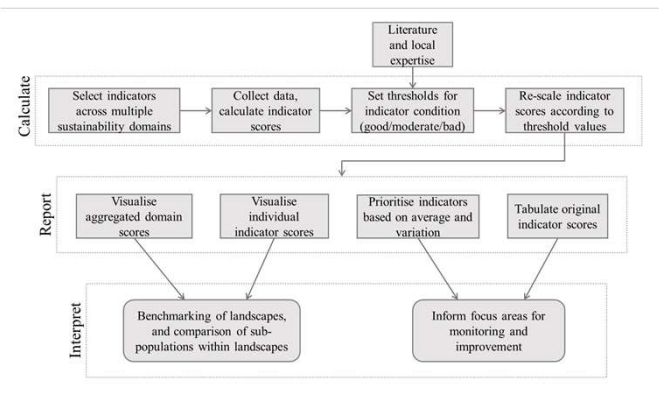 Literature
and local
expertise
Calculate
Select indicators
across multiple
sustainability domains
Collect data,
calculate indicator
scores
Set thresholds for
indicator condition
(good/moderate/bad)
Re-scale indicator
scores according to
threshold values
Report
Visualise
aggregated domain
scores
Visualise
individual
indicator scores
Prioritise indicators
based on average and
variation
Tabulate original
indicator scores
Interpret
Benchmarking of landscapes,
and comparison of sub-
populations within landscapes
Inform focus areas for
monitoring and
improvement